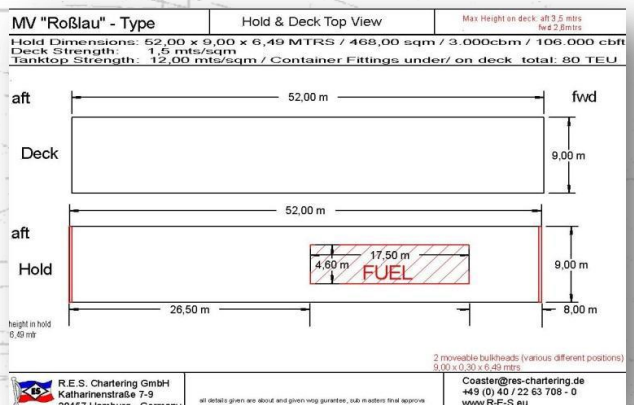 MV "Roßlau" - Type
Hold & Deck Top View
Max Height on deck: aft 3,5 mtrs
fwd 2,8mtrs
Hold Dimensions: 52,00 x 9,00 x 6,49 MTRS / 468,00 sqm / 3.000cbm / 106.000 cbft
Deck Strength: 1,5 mts/sqm
Tanktop Strength: 12,00 mts/sqm / Container Fittings under/ on deck total: 80 TEU
aft
52,00 m
fwd
Deck
9,00 m
52,00 m
aft
Hold
4,60 m
17,50 m
FUEL
9,00 m
26,50 m
8,00 m
height in hold
6,49 mtr
2 moveable bulkheads (various different positions)
9,00 x 0,30 x 6,49 mtrs
RES
R.E.S. Chartering GmbH
Katharinenstraße 7-9
20457 Hamburg - Germany
all details given are about and given wog gurantee, sub masters final approva
Coaster@res-chartering.de
+49 (0) 40 / 22 63 708 - 0
www.R-E-S.eu